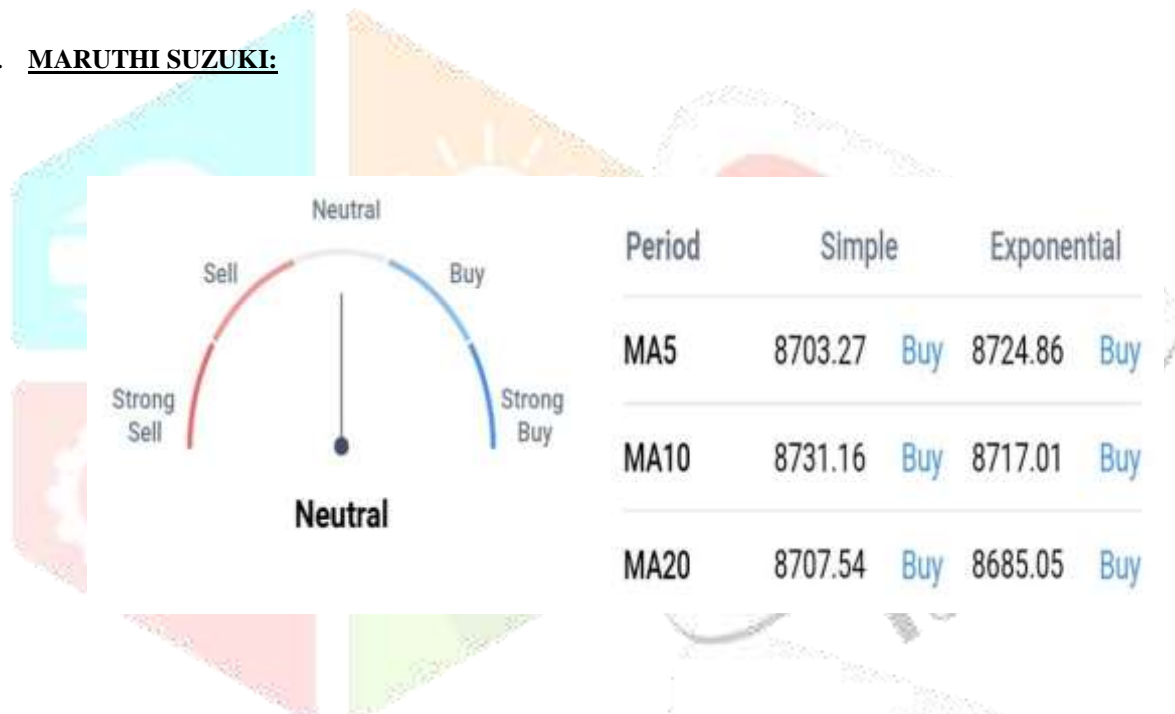 . MARUTHI SUZUKI:
Neutral
Sell Buy
Strong Sell
Strong Buy
Neutral
Period Simple Exponential
MA5 8703.27 Buy 8724.86 Buy
MA10 8731.16 Buy 8717.01 Buy
MA20 8707.54 Buy 8685.05 Buy